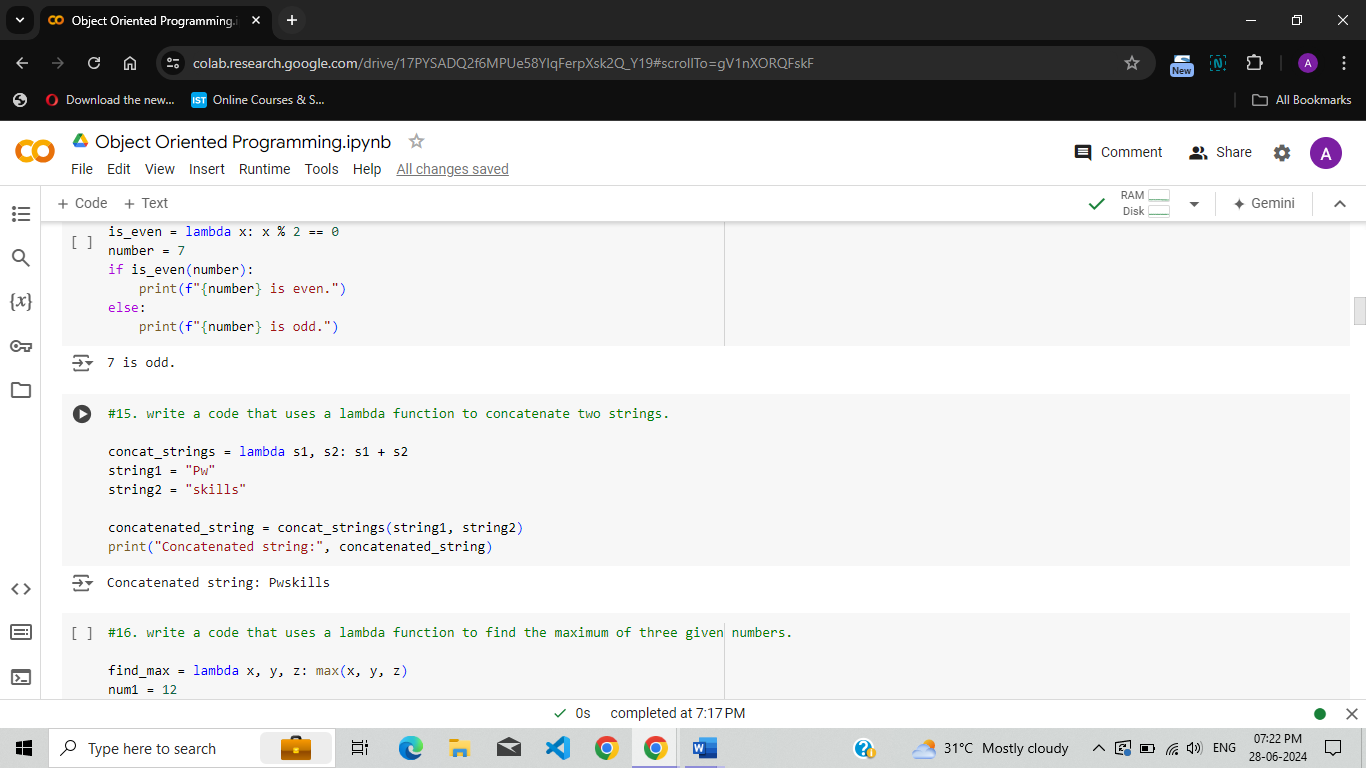 Object Oriented Programming.i
colab.research.google.com/drive/17PYSADQ2f6MPUe58YIqFerpXsk2Q_Y19#scrollTo=gV1nXORQFskF
New
A
Download the new...
IST Online Courses & S...
All Bookmarks
Object Oriented Programming.ipynb
File Edit View Insert Runtime Tools Help All changes saved
Comment
Share
A
+ Code + Text
RAM
Disk
Gemini
is_even = lambda x: x % 2 == 0
[ ]
number = 7
if is_even(number):
print(f"{number} is even.")
else:
print(f"{number} is odd.")
7 is odd.
#15. write a code that uses a lambda function to concatenate two strings.
concat_strings = lambda s1, s2: s1 + s2
string1 = "Pw"
string2 = "skills"
concatenated_string = concat_strings(string1, string2)
print("Concatenated string:", concatenated_string)
Concatenated string: Pwskills
[ ] #16. write a code that uses a lambda function to find the maximum of three given numbers.
find_max = lambda x, y, z: max(x, y, z)
num1 = 12
0s completed at 7:17 PM
Type here to search
31°C Mostly cloudy
ENG
07:22 PM
28-06-2024